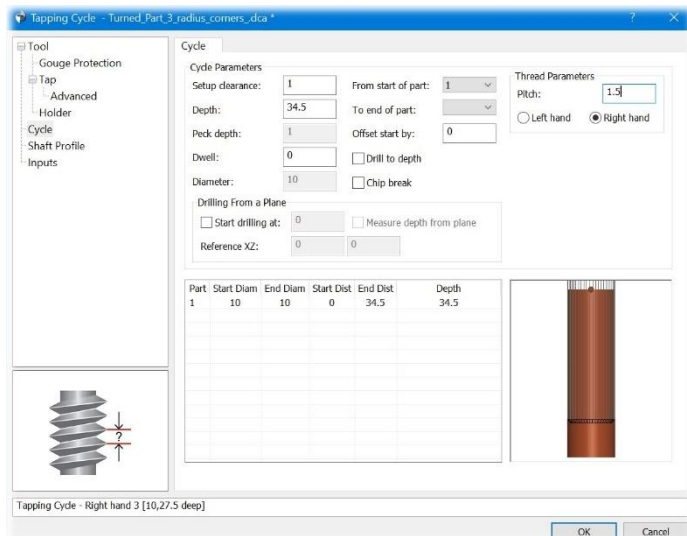 Tapping Cycle - Turned_Part_3_radius_corners_.dca *
? X
Tool
Gouge Protection
Tap
Advanced
Holder
Cycle
Shaft Profile
Inputs
Cycle
Cycle Parameters
Setup clearance: 1 From start of part: 1
Depth: 34.5 To end of part:
Peck depth: 1 Offset start by: 0
Dwell: 0 Drill to depth
Diameter: 10 Chip break
Thread Parameters
Pitch: 1.5
Left hand Right hand
Drilling From a Plane
Start drilling at: 0 Measure depth from plane
Reference XZ: 0 0
Part Start Diam End Diam Start Dist End Dist Depth
1 10 10 0 34.5 34.5
?
Tapping Cycle - Right hand 3 [10,27.5 deep]
OK Cancel